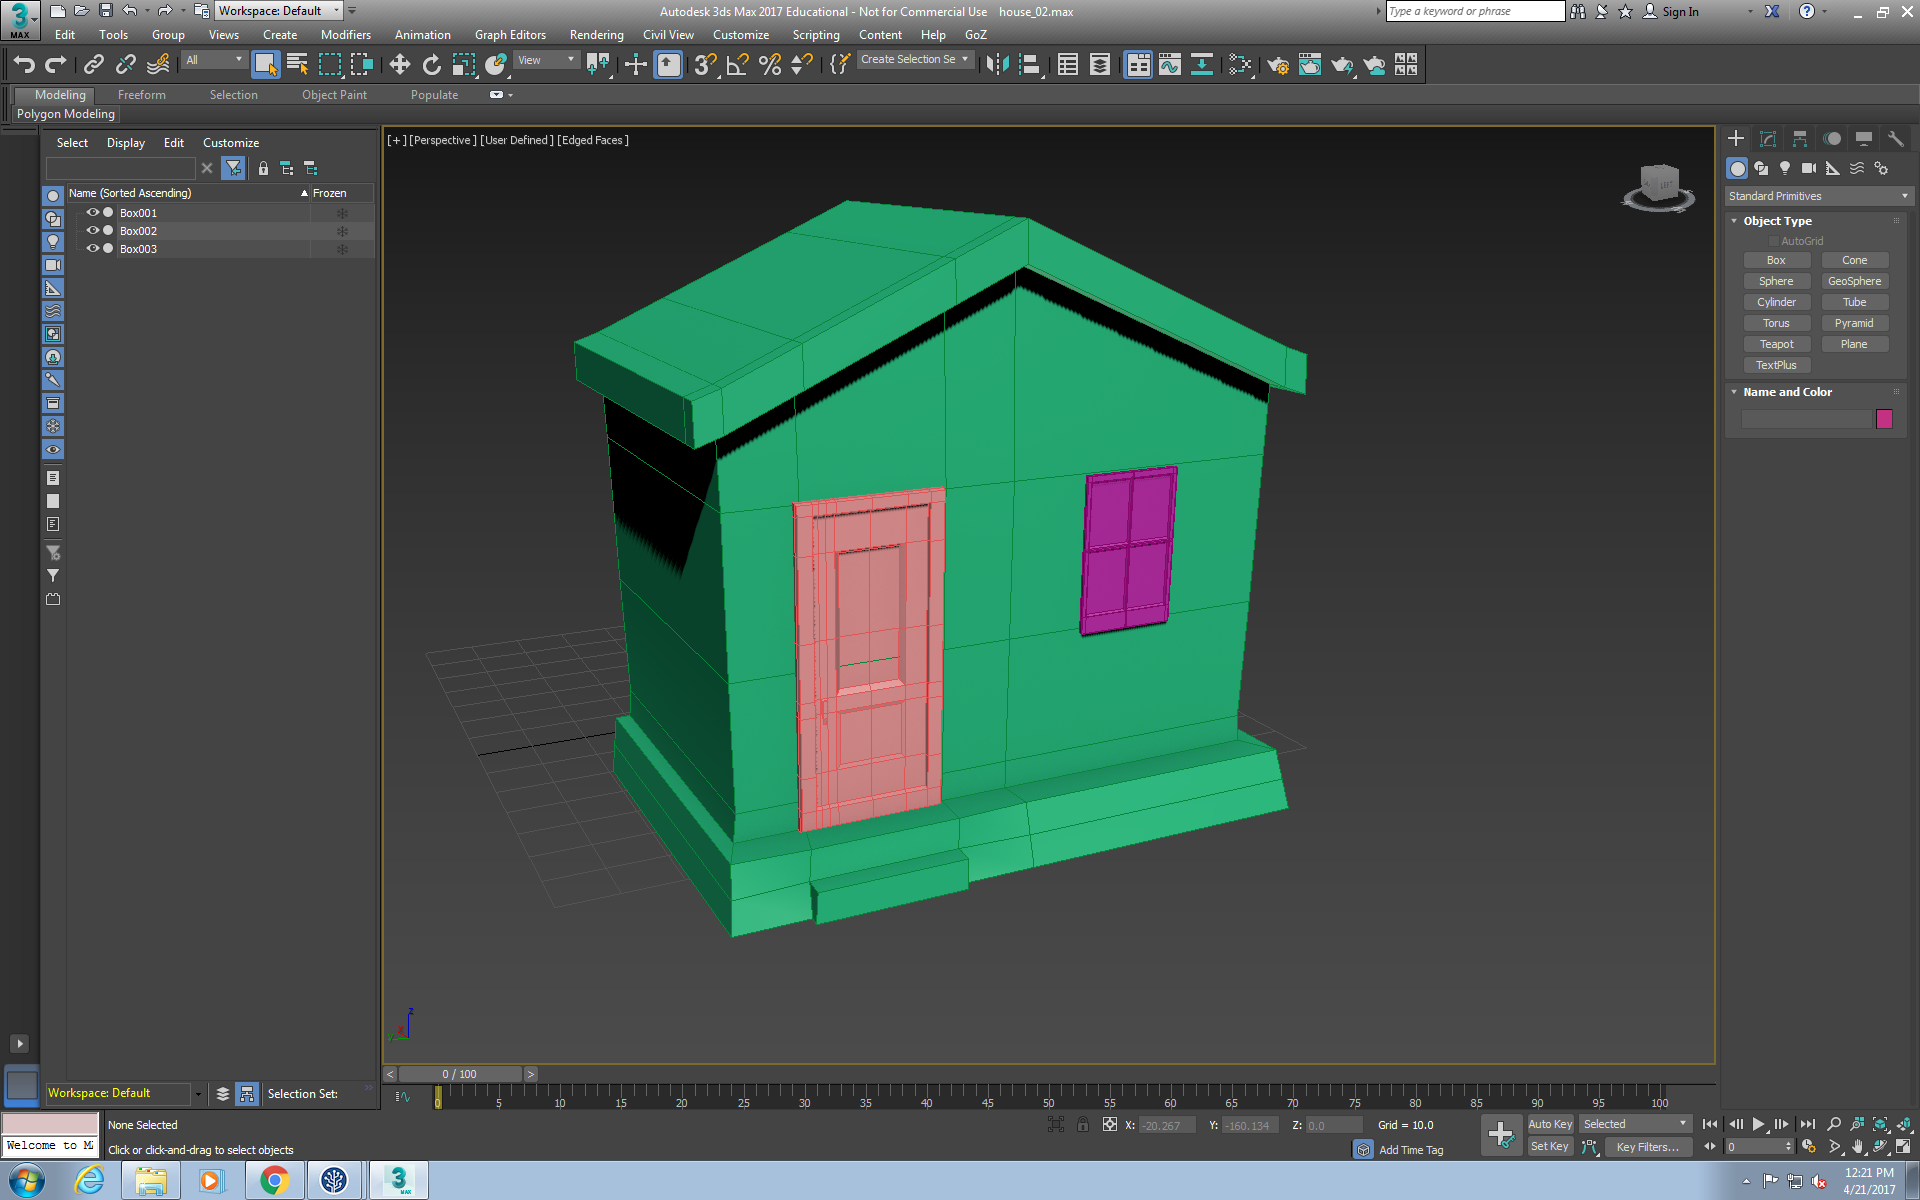 3 MAX
Workspace: Default
Autodesk 3ds Max 2017 Educational - Not for Commercial Use   house_02.max
Type a keyword or phrase
Sign In
Edit Tools Group Views Create Modifiers Animation Graph Editors Rendering Civil View Customize Scripting Content Help GoZ
All
View
Create Selection Se
Modeling Freeform Selection Object Paint Populate
Polygon Modeling
Select Display Edit Customize
Name (Sorted Ascending) Frozen
Box001
Box002
Box003
[+] [Perspective] [User Defined] [Edged Faces]
LEFT
Standard Primitives
Object Type
AutoGrid
Box Cone
Sphere GeoSphere
Cylinder Tube
Torus Pyramid
Teapot Plane
TextPlus
Name and Color
z
x
y
< 0 / 100 >
0 5 10 15 20 25 30 35 40 45 50 55 60 65 70 75 80 85 90 95 100
Workspace: Default
Selection Set:
None Selected
X: -20.267 Y: -160.134 Z: 0.0 Grid = 10.0
Auto Key Selected
Welcome to M
Click or click-and-drag to select objects
Add Time Tag
Set Key Key Filters...
0
3 MAX
12:21 PM
4/21/2017